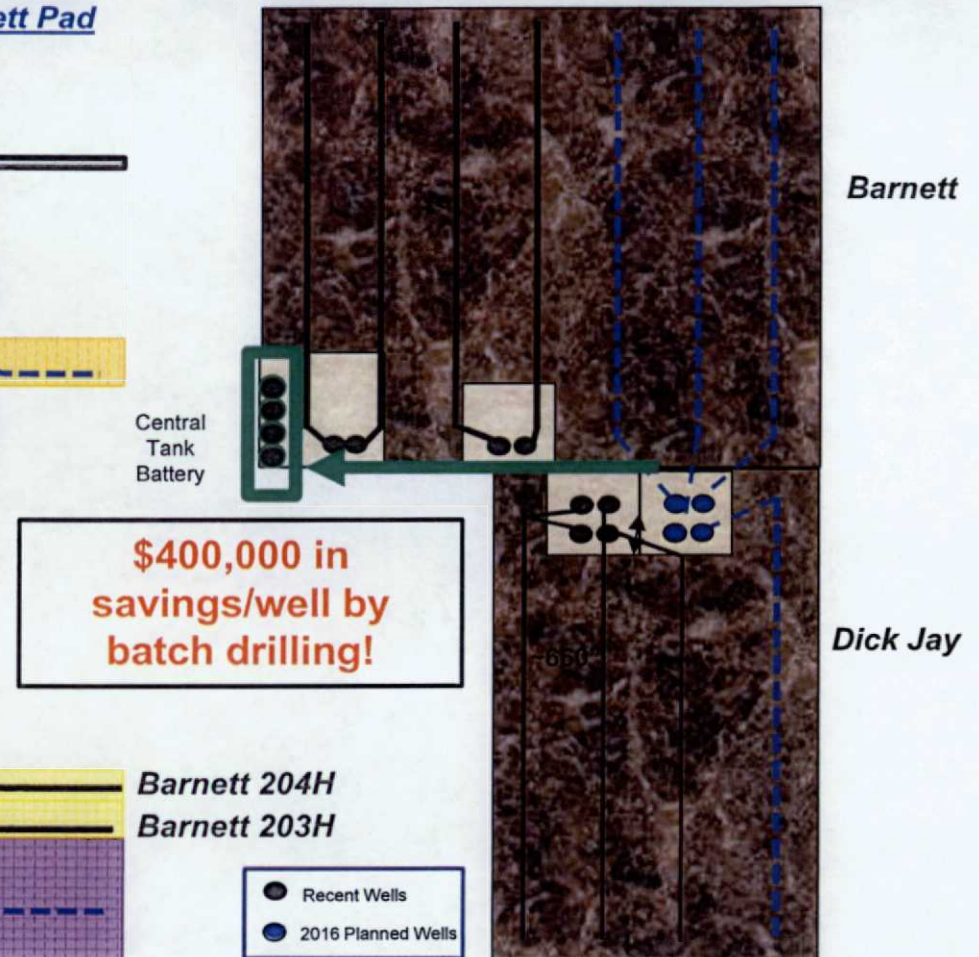 ett Pad
Barnett
Central
Tank
Battery
$400,000 in
savings/well by
batch drilling!
~660'
Dick Jay
Barnett 204H
Barnett 203H
Recent Wells
2016 Planned Wells